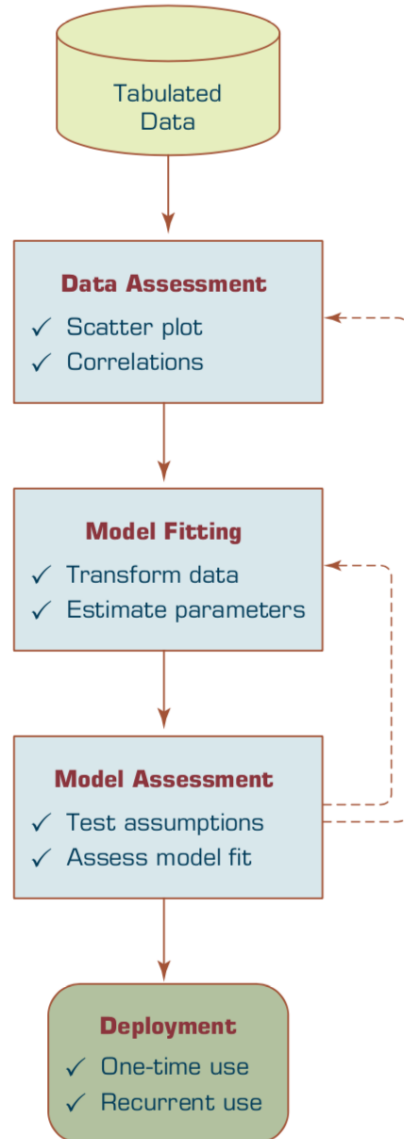 Tabulated
Data
Data Assessment
✓ Scatter plot
✓ Correlations
Model Fitting
✓ Transform data
✓ Estimate parameters
Model Assessment
✓ Test assumptions
✓ Assess model fit
Deployment
✓ One-time use
✓ Recurrent use